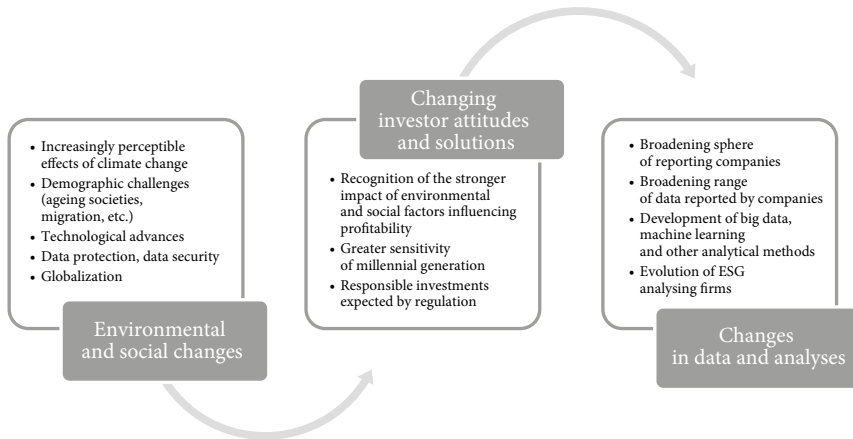 • Increasingly perceptible
effects of climate change
• Demographic challenges
(ageing societies,
migration, etc.)
• Technological advances
• Data protection, data security
• Globalization
Environmental
and social changes
Changing
investor attitudes
and solutions
• Recognition of the stronger
impact of environmental
and social factors influencing
profitability
• Greater sensitivity
of millennial generation
• Responsible investments
expected by regulation
• Broadening sphere
of reporting companies
• Broadening range
of data reported by companies
• Development of big data,
machine learning
and other analytical methods
• Evolution of ESG
analysing firms
Changes
in data and analyses